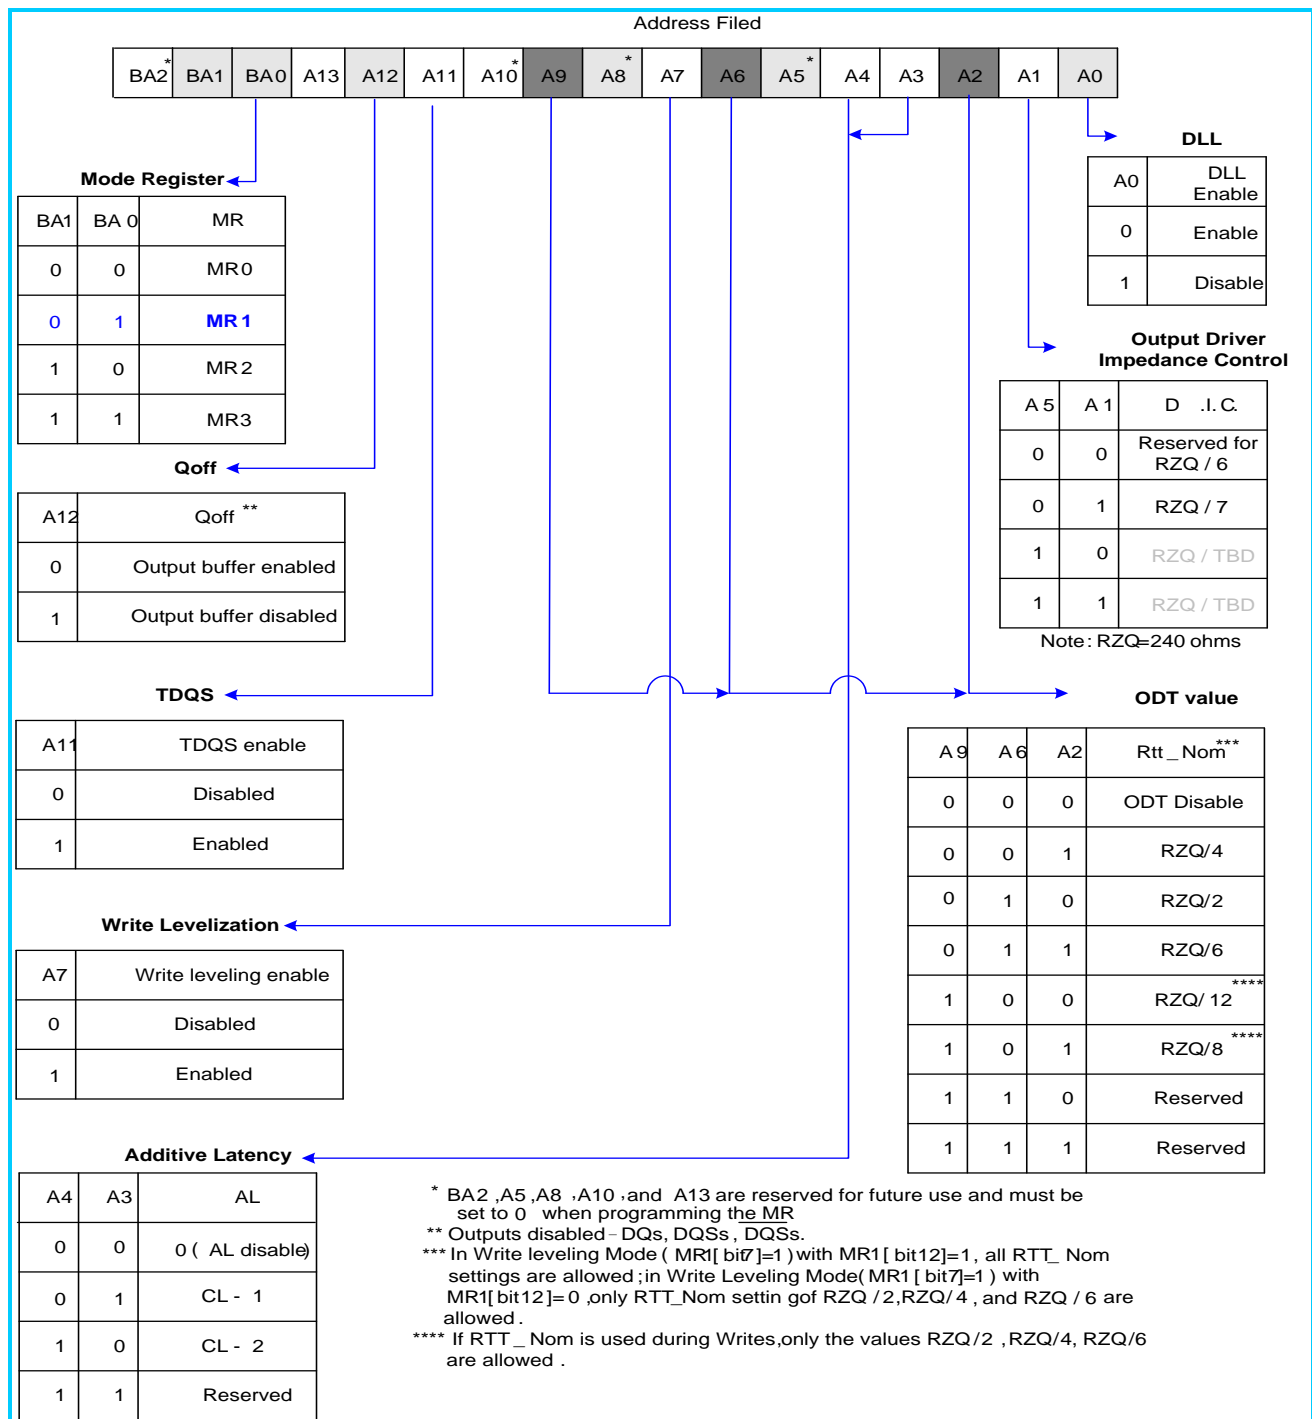 Address Filed
BA2* BA1 BA0 A13 A12 A11 A10* A9 A8* A7 A6 A5* A4 A3 A2 A1 A0
Mode Register
BA1 BA 0 MR
0 0 MR0
0 1 MR1
1 0 MR2
1 1 MR3
Qoff
A12 Qoff **
0 Output buffer enabled
1 Output buffer disabled
TDQS
A11 TDQS enable
0 Disabled
1 Enabled
Write Levelization
A7 Write leveling enable
0 Disabled
1 Enabled
Additive Latency
A4 A3 AL
0 0 0 ( AL disable)
0 1 CL - 1
1 0 CL - 2
1 1 Reserved
DLL
A0 DLL
Enable
0 Enable
1 Disable
Output Driver
Impedance Control
A 5 A 1 D .I. C.
0 0 Reserved for
RZQ / 6
0 1 RZQ / 7
1 0 RZQ / TBD
1 1 RZQ / TBD
Note: RZQ=240 ohms
ODT value
A 9 A 6 A2 Rtt _ Nom***
0 0 0 ODT Disable
0 0 1 RZQ/4
0 1 0 RZQ/2
0 1 1 RZQ/6
1 0 0 RZQ/ 12****
1 0 1 RZQ/8****
1 1 0 Reserved
1 1 1 Reserved
* BA2 ,A5 ,A8 ,A10 ,and A13 are reserved for future use and must be
set to 0 when programming the MR
** Outputs disabled - DQs, DQSs , DQSs.
*** In Write leveling Mode ( MR1[ bit7]=1) with MR1[ bit12]=1, all RTT_ Nom
settings are allowed ;in Write Leveling Mode( MR1 [ bit7]=1) with
MR1[ bit12]= 0 ,only RTT_Nom settin gof RZQ /2,RZQ/4 , and RZQ / 6 are
allowed .
**** If RTT _ Nom is used during Writes,only the values RZQ/2 ,RZQ/4, RZQ/6
are allowed .